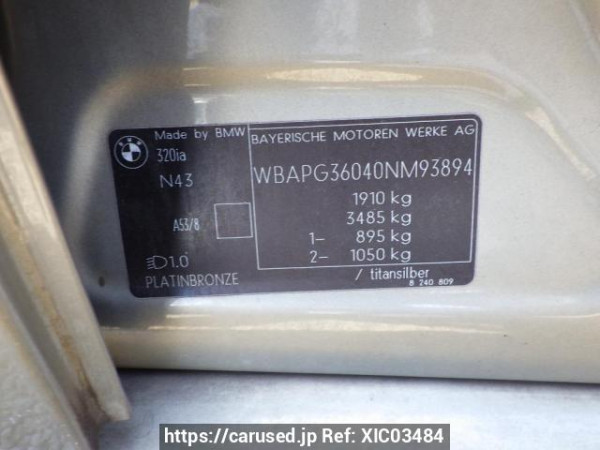 BMW
Made by BMW
320ia
N43
A53/8
1.0
PLATINBRONZE
BAYERISCHE MOTOREN WERKE AG
WBAPG36040NM93894
1910 kg
3485 kg
1- 895 kg
2- 1050 kg
/ titansilber
8 240 809
https://carused.jp Ref: XIC03484